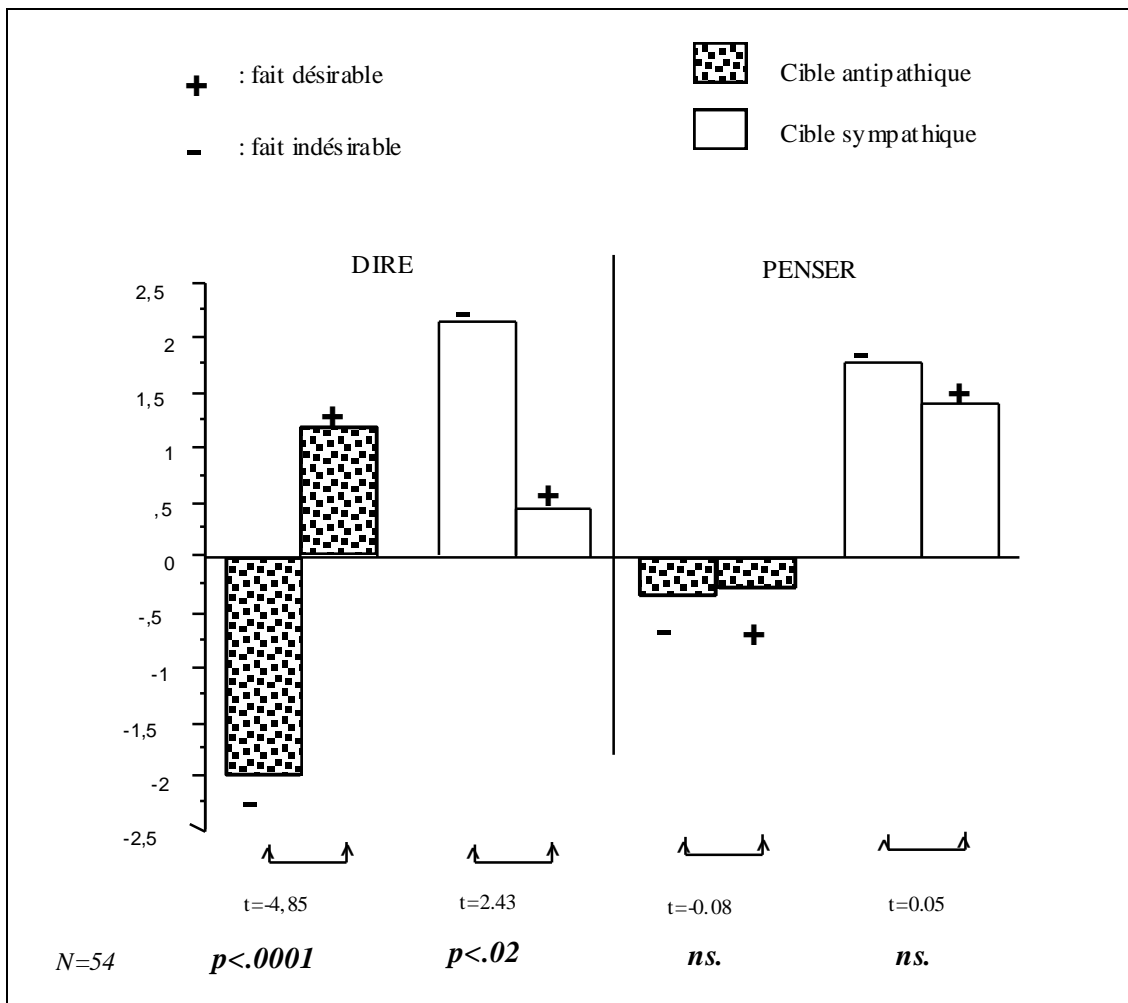 + : fait désirable
- : fait indésirable
Cible antipathique
Cible sympathique
DIRE
PENSER
2,5
2
1,5
1
,5
0
-,5
-1
-1,5
-2
-2,5
-
+
-
+
-
+
-
+
t=-4,85
t=2.43
t=-0.08
t=0.05
N=54
p<.0001
p<.02
ns.
ns.